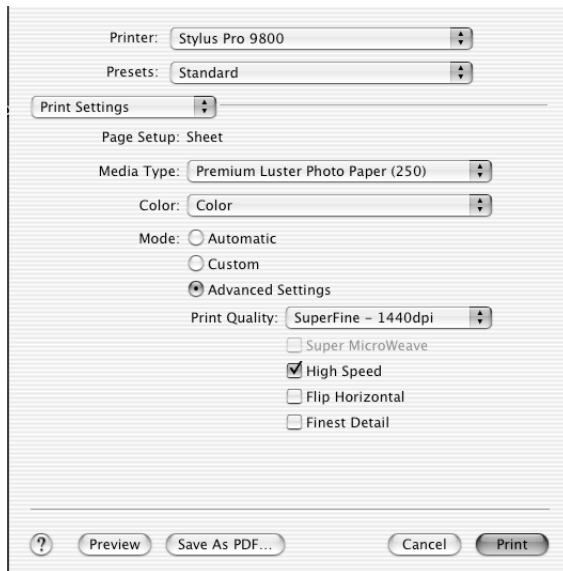 Printer: Stylus Pro 9800
Presets: Standard
Print Settings
Page Setup: Sheet
Media Type: Premium Luster Photo Paper (250)
Color: Color
Mode: Automatic
Custom
Advanced Settings
Print Quality: SuperFine – 1440dpi
Super MicroWeave
High Speed
Flip Horizontal
Finest Detail
? Preview Save As PDF... Cancel Print